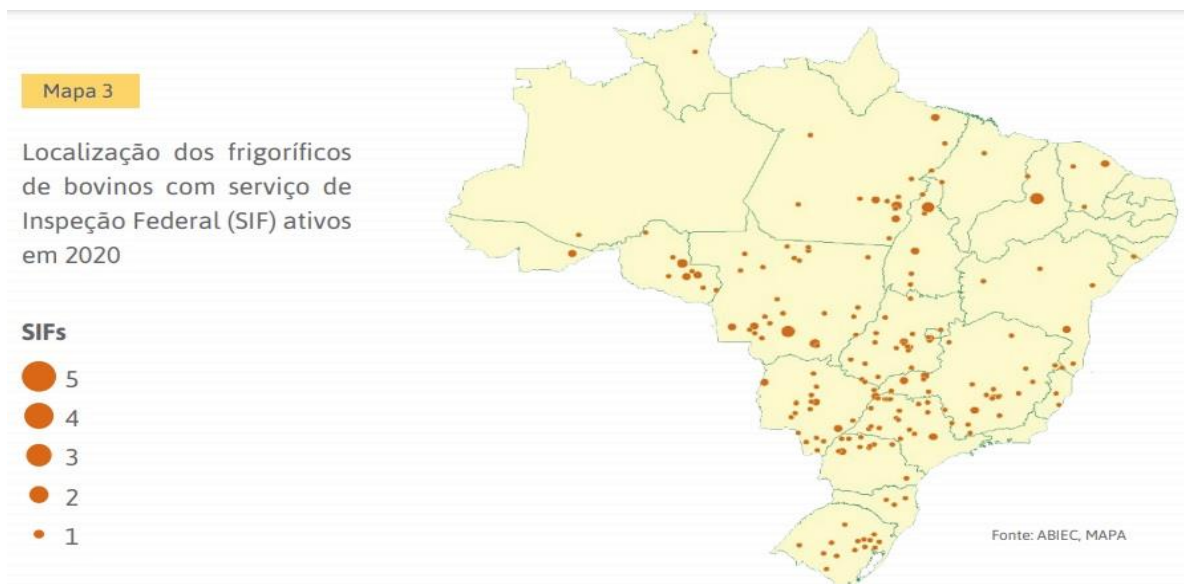 Mapa 3
Localização dos frigoríficos
de bovinos com serviço de
Inspeção Federal (SIF) ativos
em 2020
SIFs
5
4
3
2
1
Fonte: ABIEC, MAPA